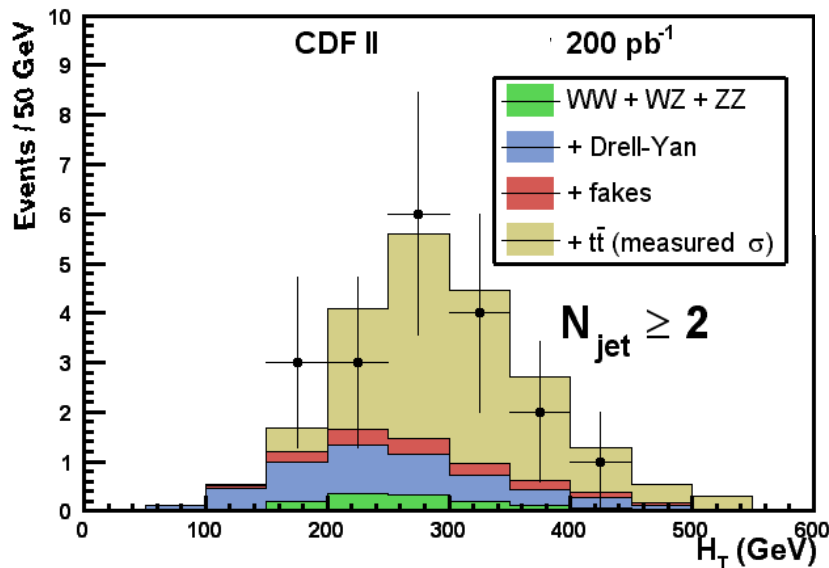 CDF II 200 pb⁻¹
Events / 50 GeV
10
9
8
7
6
5
4
3
2
1
0
WW + WZ + ZZ
+ Drell-Yan
+ fakes
+ tt̄ (measured σ)
N_jet ≥ 2
0 100 200 300 400 500 600
H_T (GeV)